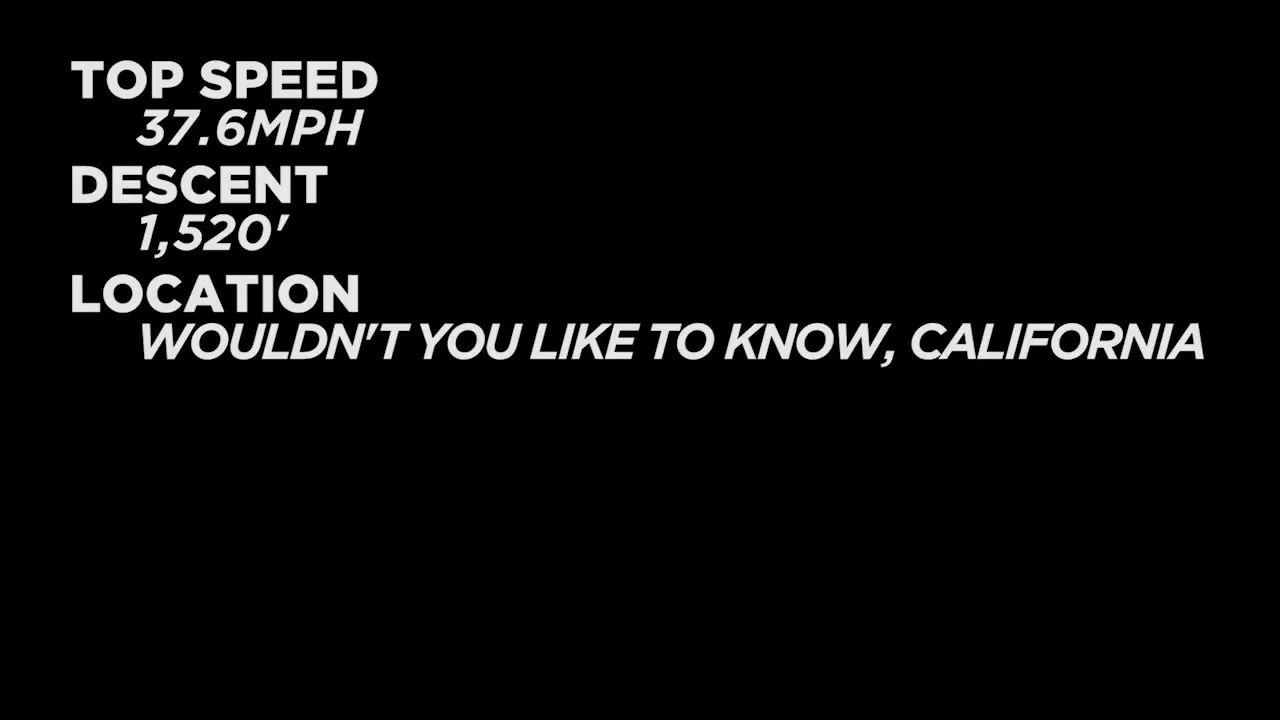 TOP SPEED
37.6MPH
DESCENT
1,520'
LOCATION
WOULDN'T YOU LIKE TO KNOW, CALIFORNIA